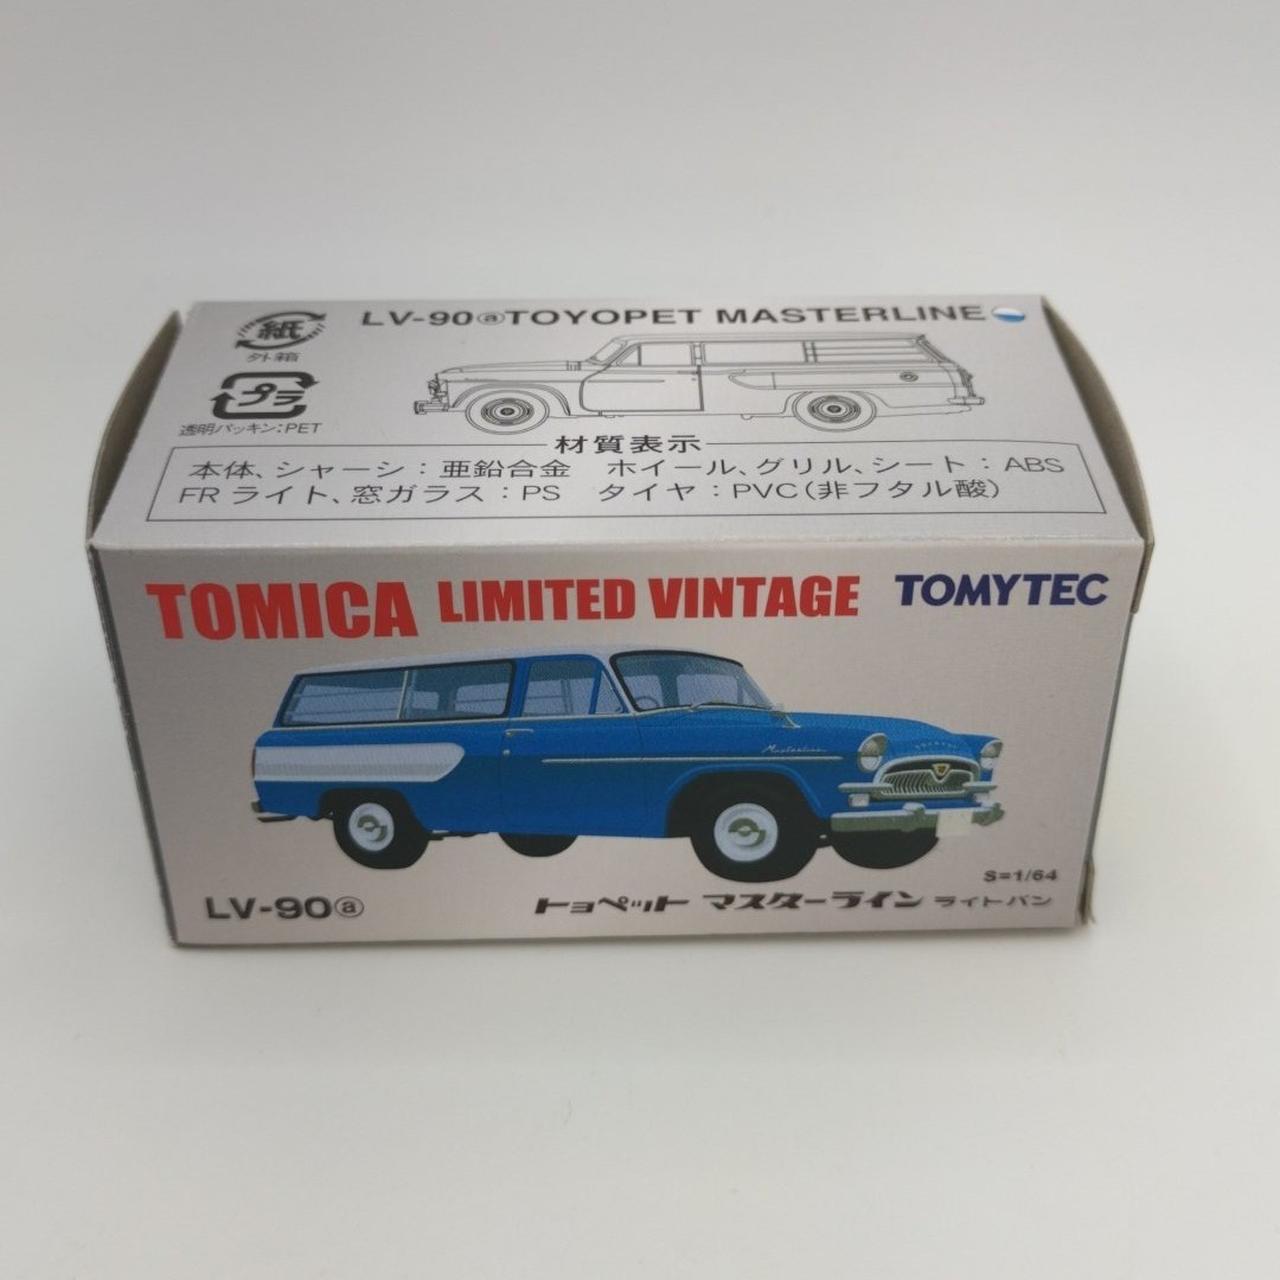 紙
外箱
プラ
透明パッキン:PET
LV-90ⓐTOYOPET MASTERLINE
材質表示
本体、シャーシ:亜鉛合金 ホイール、グリル、シート:ABS
FR ライト、窓ガラス:PS タイヤ:PVC(非フタル酸)
TOMICA LIMITED VINTAGE TOMYTEC
Masterline
S=1/64
LV-90ⓐ トヨペット マスターライン ライトバン